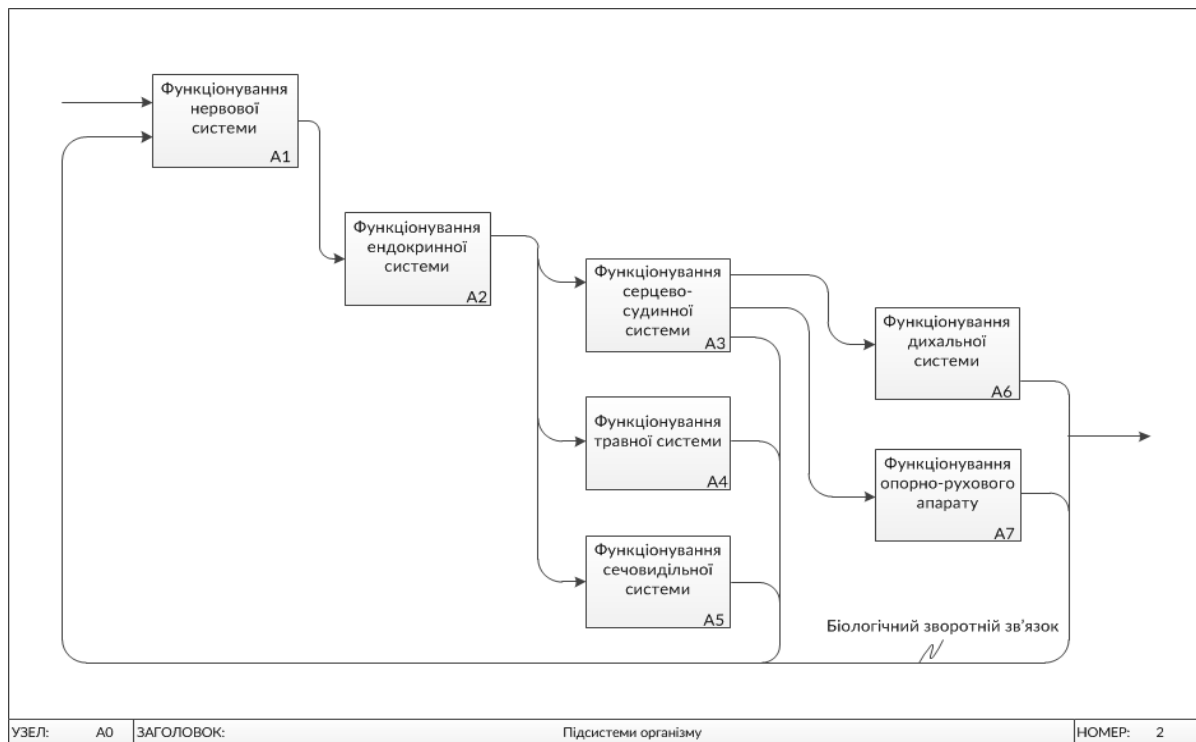 Функціонування
нервової
системи
A1
Функціонування
ендокринної
системи
A2
Функціонування
серцево-
судинної
системи
A3
Функціонування
дихальної
системи
A6
Функціонування
травної системи
A4
Функціонування
опорно-рухового
апарату
A7
Функціонування
сечовидільної
системи
A5
Біологічний зворотній зв’язок
УЗЕЛ: A0 ЗАГОЛОВОК: Підсистеми організму НОМЕР: 2